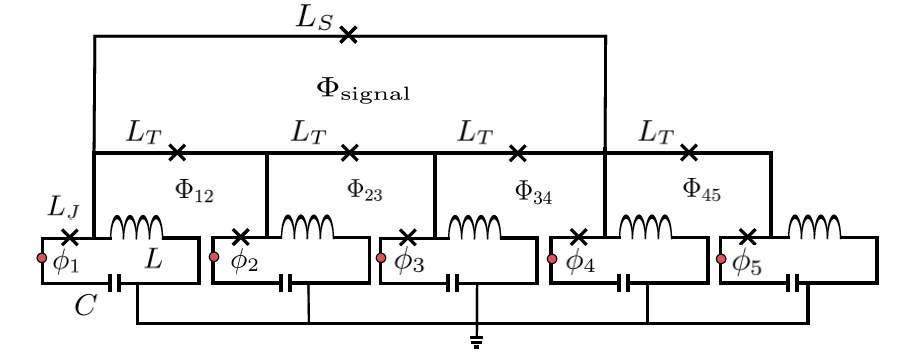 L_S
Φ_signal
L_T L_T L_T L_T
Φ_12 Φ_23 Φ_34 Φ_45
L_J
ϕ_1 L ϕ_2 ϕ_3 ϕ_4 ϕ_5
C